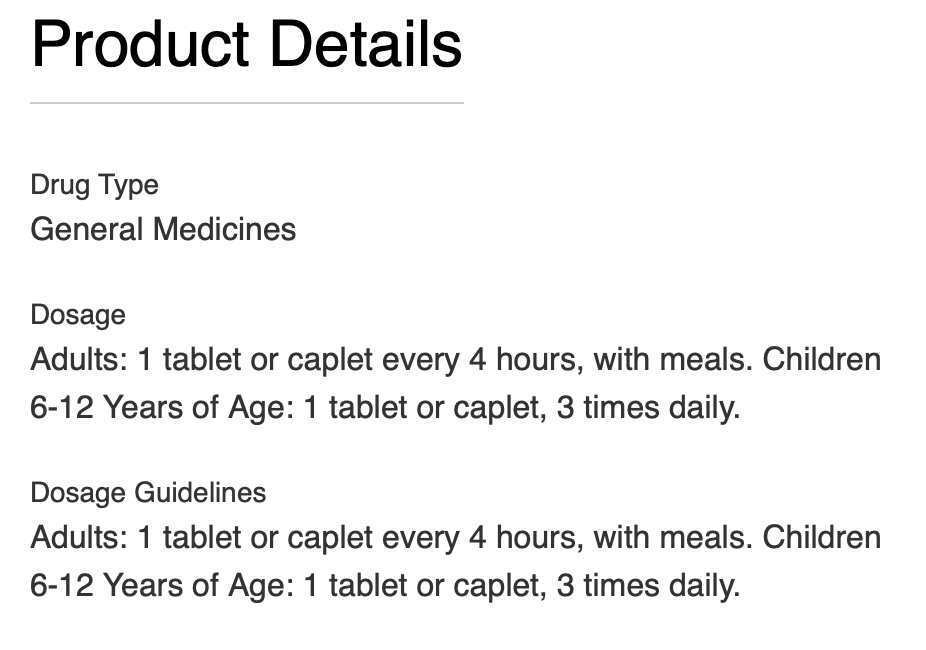 Product Details
Drug Type
General Medicines
Dosage
Adults: 1 tablet or caplet every 4 hours, with meals. Children
6-12 Years of Age: 1 tablet or caplet, 3 times daily.
Dosage Guidelines
Adults: 1 tablet or caplet every 4 hours, with meals. Children
6-12 Years of Age: 1 tablet or caplet, 3 times daily.